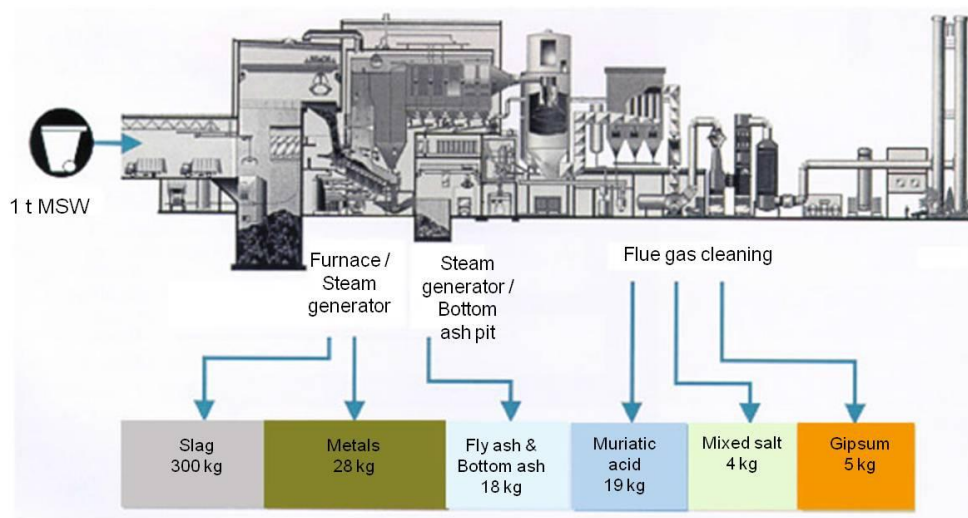 1 t MSW
Furnace /
Steam
generator
Steam
generator /
Bottom
ash pit
Flue gas cleaning
Slag
300 kg
Metals
28 kg
Fly ash &
Bottom ash
18 kg
Muriatic
acid
19 kg
Mixed salt
4 kg
Gipsum
5 kg